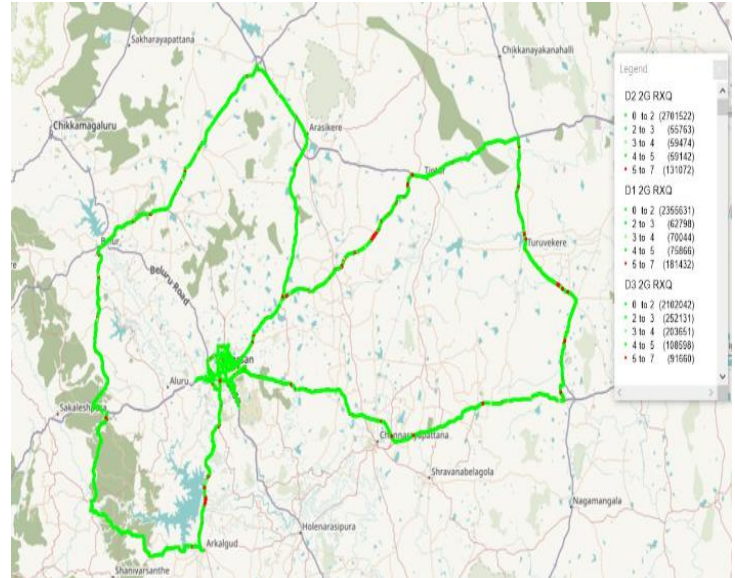 Sakharayapattana
Chikkanayakanahalli
Chikkamagaluru
Arasikere
Tiptur
Belur
Turuvekere
Beluru Road
Hassan
Aluru
Sakaleshpura
Channarayapattana
Shravanabelagola
Nagamangala
Holenarasipura
Arkalgud
Shanivarsanthe
Legend
D2 2G RXQ
0 to 2 (2701522)
2 to 3 (55763)
3 to 4 (59474)
4 to 5 (59142)
5 to 7 (131072)
D1 2G RXQ
0 to 2 (2355631)
2 to 3 (62798)
3 to 4 (70044)
4 to 5 (75866)
5 to 7 (181432)
D3 2G RXQ
0 to 2 (2102042)
2 to 3 (252131)
3 to 4 (203651)
4 to 5 (108598)
5 to 7 (91660)